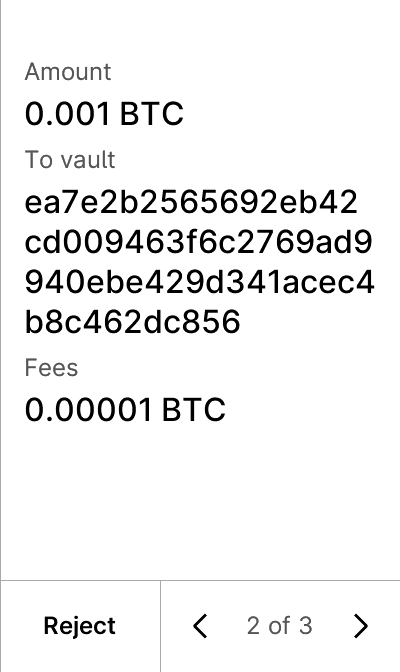 Amount
0.001 BTC
To vault
ea7e2b2565692eb42
cd009463f6c2769ad9
940ebe429d341acec4
b8c462dc856
Fees
0.00001 BTC
Reject
2 of 3